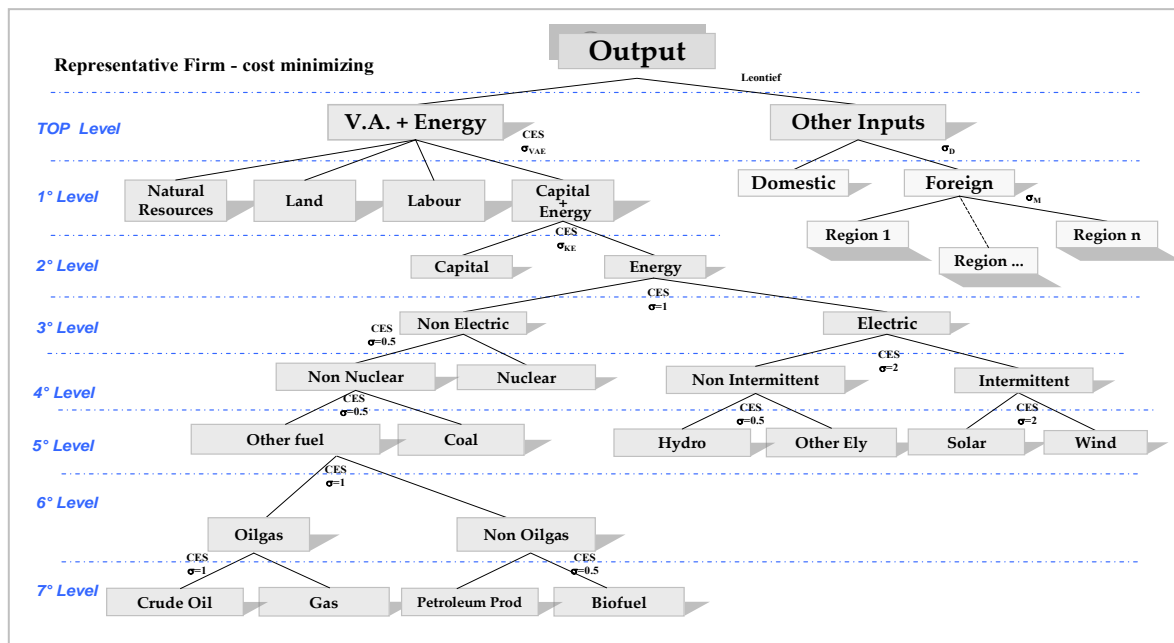 Output
Representative Firm - cost minimizing
Leontief
TOP Level
V.A. + Energy
CES
σVAE
Other Inputs
σD
1° Level
Natural
Resources
Land
Labour
Capital
+
Energy
Domestic
Foreign
σM
CES
σKE
Region 1
Region ...
Region n
2° Level
Capital
Energy
CES
σ=1
3° Level
Non Electric
Electric
CES
σ=0.5
CES
σ=2
4° Level
Non Nuclear
Nuclear
Non Intermittent
Intermittent
CES
σ=0.5
CES
σ=0.5
CES
σ=2
5° Level
Other fuel
Coal
Hydro
Other Ely
Solar
Wind
CES
σ=1
6° Level
Oilgas
Non Oilgas
CES
σ=1
CES
σ=0.5
7° Level
Crude Oil
Gas
Petroleum Prod
Biofuel